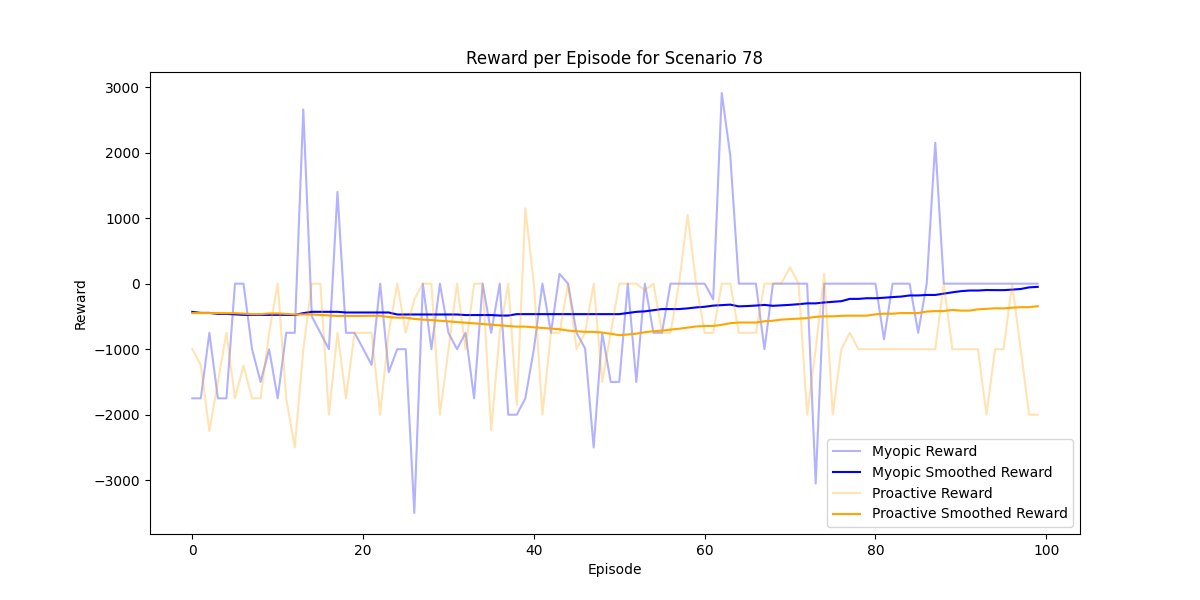 Reward per Episode for Scenario 78
Reward
3000
2000
1000
0
−1000
−2000
−3000
0 20 40 60 80 100
Episode
Myopic Reward
Myopic Smoothed Reward
Proactive Reward
Proactive Smoothed Reward